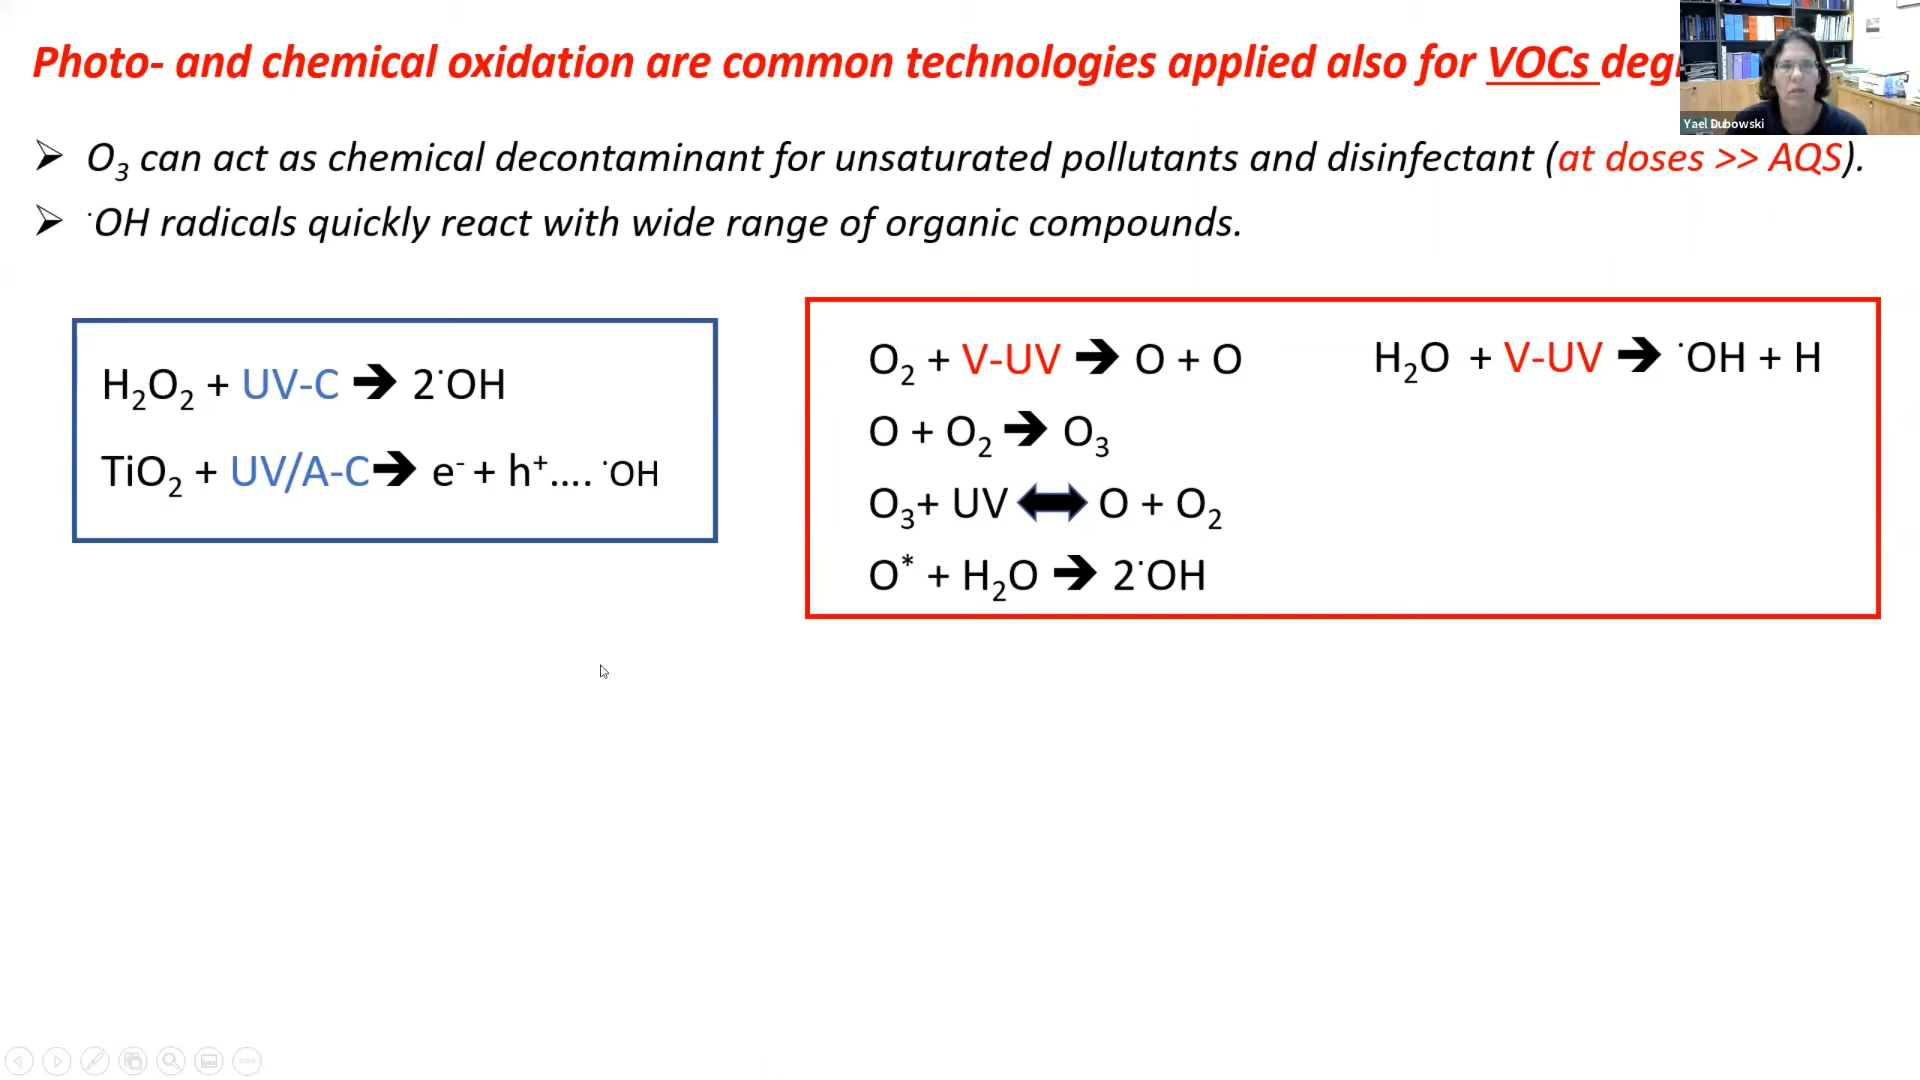 Photo- and chemical oxidation are common technologies applied also for VOCs
Yael Dubowski
➢ O₃ can act as chemical decontaminant for unsaturated pollutants and disinfectant (at doses >> AQS).
➢ ˙OH radicals quickly react with wide range of organic compounds.
H₂O₂ + UV-C ➔ 2˙OH
TiO₂ + UV/A-C➔ e⁻ + h⁺.... ˙OH
O₂ + V-UV ➔ O + O
H₂O + V-UV ➔ ˙OH + H
O + O₂ ➔ O₃
O₃+ UV ⬌ O + O₂
O* + H₂O ➔ 2˙OH